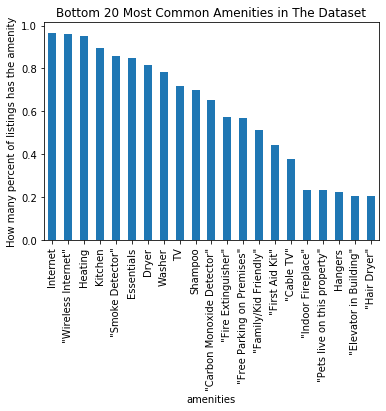 Bottom 20 Most Common Amenities in The Dataset
How many percent of listings has the amenity
1.0
0.8
0.6
0.4
0.2
0.0
Internet
"Wireless Internet"
Heating
Kitchen
"Smoke Detector"
Essentials
Dryer
Washer
TV
Shampoo
"Carbon Monoxide Detector"
"Fire Extinguisher"
"Free Parking on Premises"
"Family/Kid Friendly"
"First Aid Kit"
"Cable TV"
"Indoor Fireplace"
"Pets live on this property"
Hangers
"Elevator in Building"
"Hair Dryer"
amenities